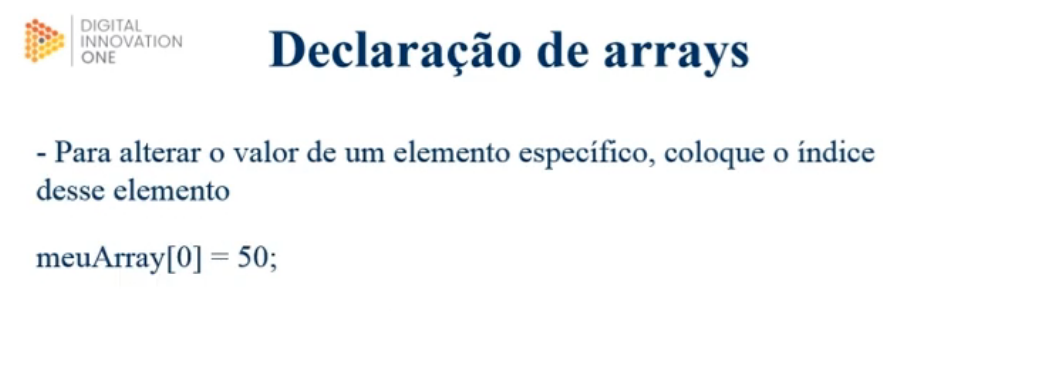 DIGITAL
INNOVATION
ONE
Declaração de arrays
- Para alterar o valor de um elemento específico, coloque o índice
desse elemento
meuArray[0] = 50;